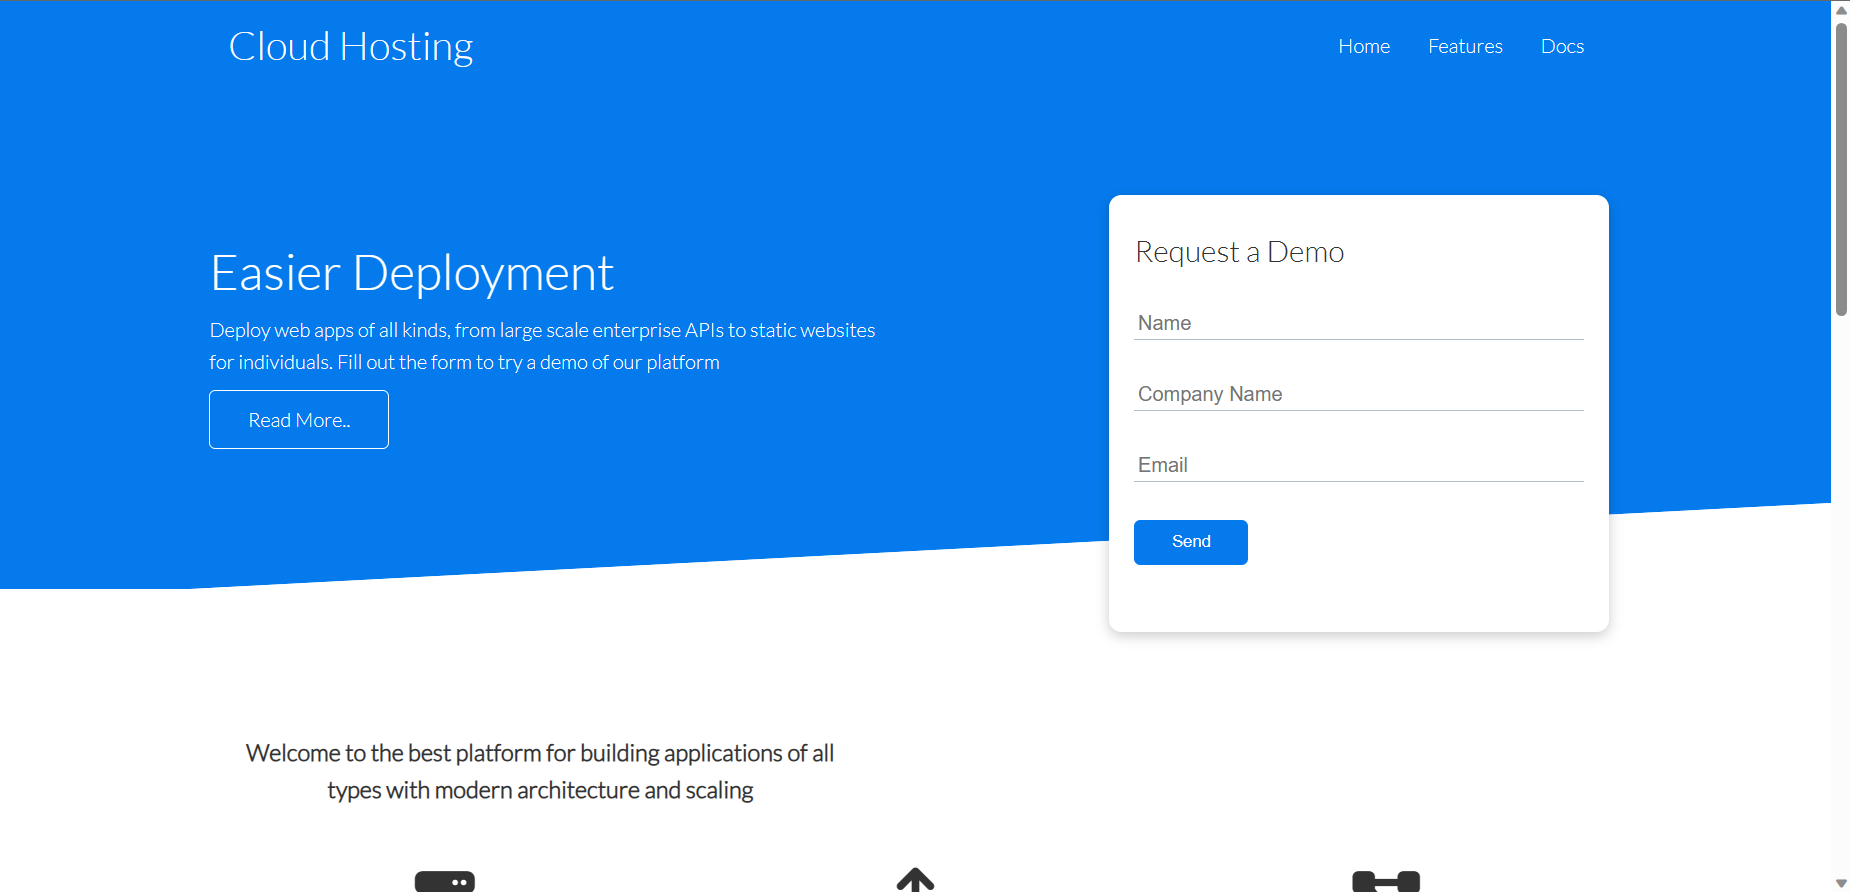 Cloud Hosting
Home
Features
Docs
Easier Deployment
Deploy web apps of all kinds, from large scale enterprise APIs to static websites
for individuals. Fill out the form to try a demo of our platform
Read More..
Request a Demo
Name
Company Name
Email
Send
Welcome to the best platform for building applications of all
types with modern architecture and scaling